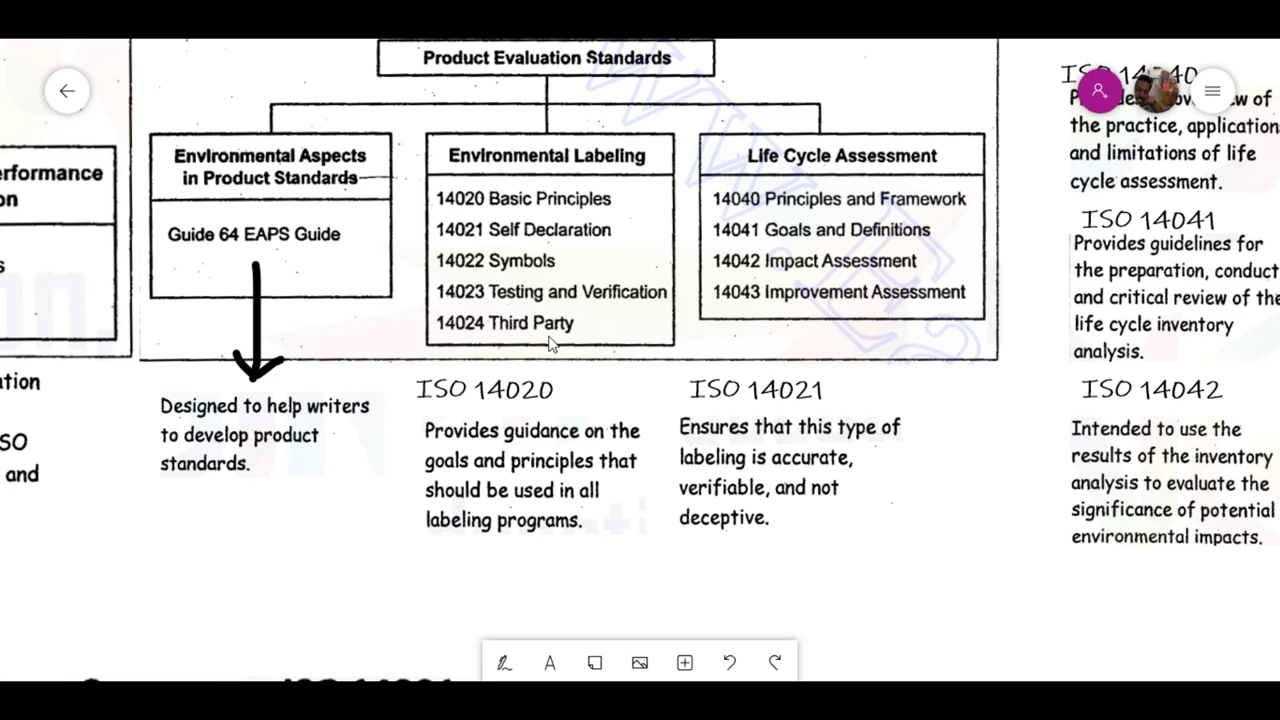 Product Evaluation Standards
erformance
on
s
Environmental Aspects
in Product Standards
Guide 64 EAPS Guide
Environmental Labeling
14020 Basic Principles
14021 Self Declaration
14022 Symbols
14023 Testing and Verification
14024 Third Party
Life Cycle Assessment
14040 Principles and Framework
14041 Goals and Definitions
14042 Impact Assessment
14043 Improvement Assessment
ation
SO
and
Designed to help writers
to develop product
standards.
ISO 14020
Provides guidance on the
goals and principles that
should be used in all
labeling programs.
ISO 14021
Ensures that this type of
labeling is accurate,
verifiable, and not
deceptive.
of
the practice, application
and limitations of life
cycle assessment.
ISO 14041
Provides guidelines for
the preparation, conduct
and critical review of the
life cycle inventory
analysis.
ISO 14042
Intended to use the
results of the inventory
analysis to evaluate the
significance of potential
environmental impacts.